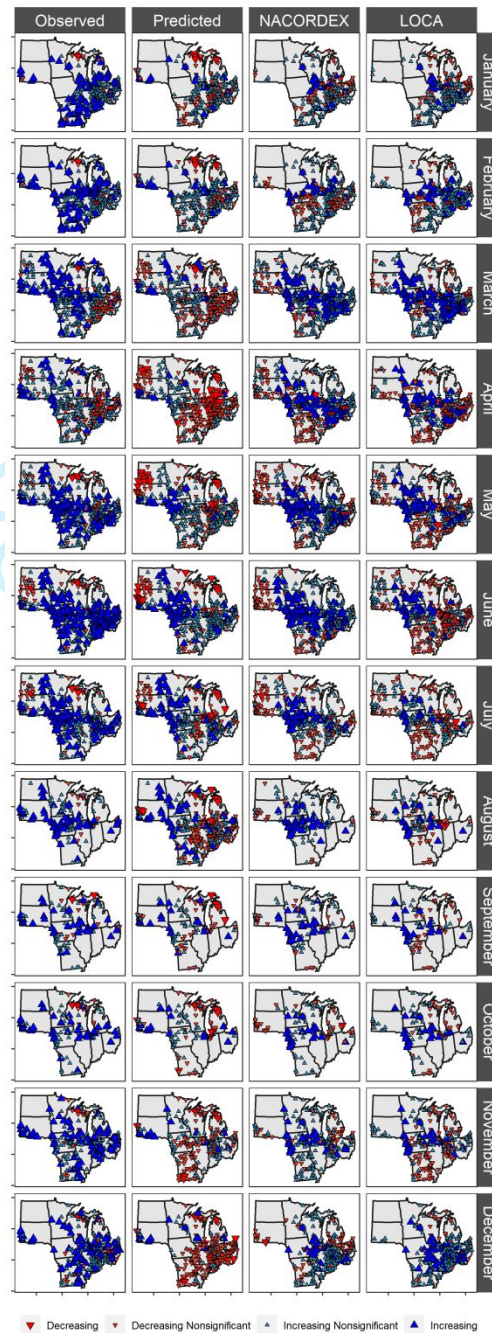 Observed Predicted NACORDEX LOCA
January
February
March
April
May
June
July
August
September
October
November
December
Decreasing Decreasing Nonsignificant Increasing Nonsignificant Increasing